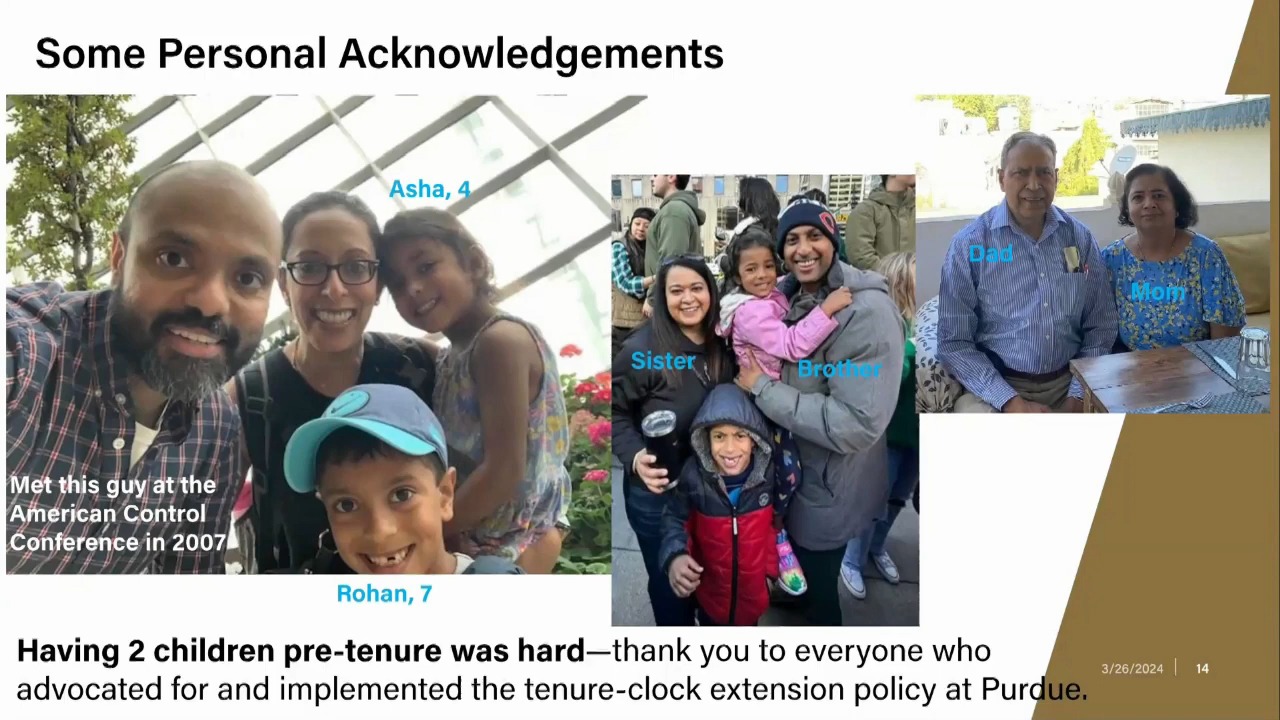 Some Personal Acknowledgements
Asha, 4
Dad
Mom
Sister
Brother
Met this guy at the
American Control
Conference in 2007
Rohan, 7
Having 2 children pre-tenure was hard—thank you to everyone who
advocated for and implemented the tenure-clock extension policy at Purdue.
3/26/2024
14